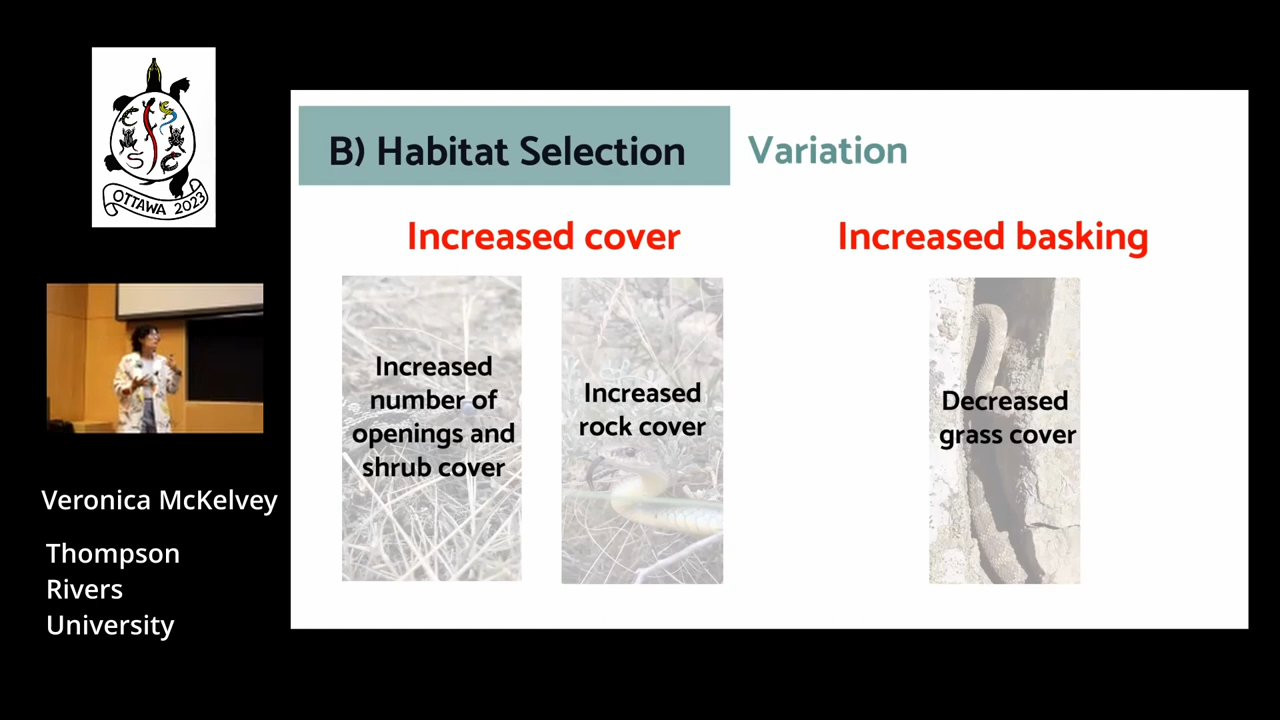 CSFS
OTTAWA 2023
Veronica McKelvey
Thompson
Rivers
University
B) Habitat Selection
Variation
Increased cover
Increased basking
Increased
number of
openings and
shrub cover
Increased
rock cover
Decreased
grass cover